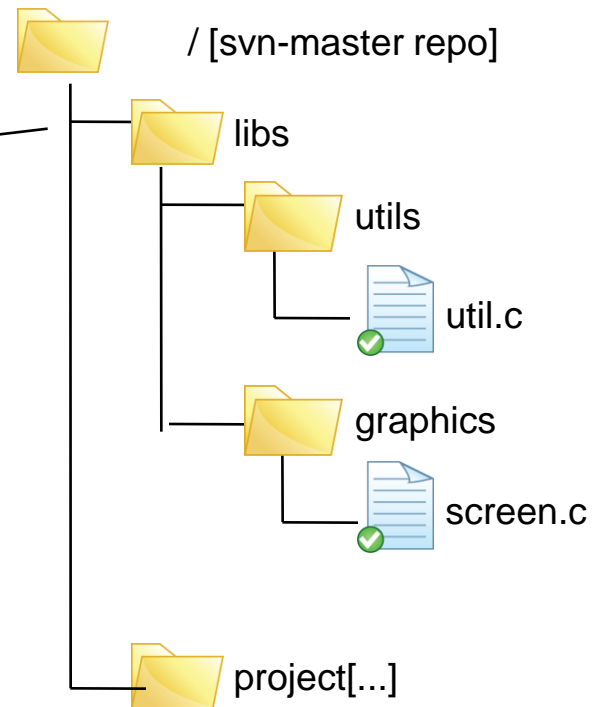 / [svn-master repo]
libs
utils
util.c
graphics
screen.c
project[...]